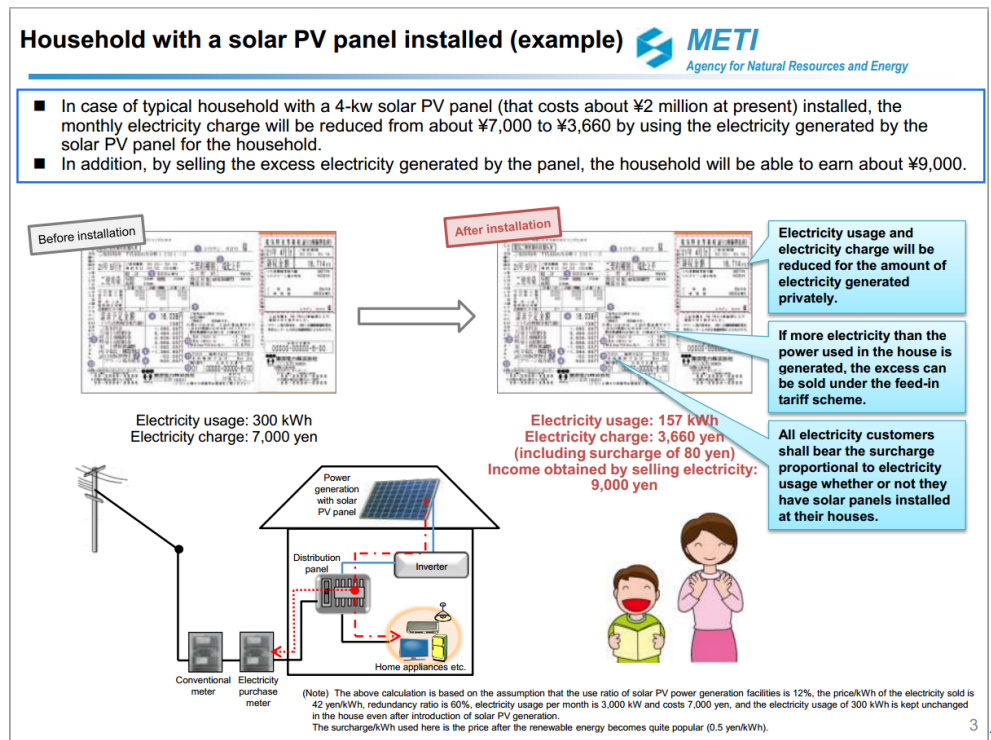 Household with a solar PV panel installed (example)
METI
Agency for Natural Resources and Energy
■ In case of typical household with a 4-kw solar PV panel (that costs about ¥2 million at present) installed, the
monthly electricity charge will be reduced from about ¥7,000 to ¥3,660 by using the electricity generated by the
solar PV panel for the household.
■ In addition, by selling the excess electricity generated by the panel, the household will be able to earn about ¥9,000.
Before installation
After installation
Electricity usage and
electricity charge will be
reduced for the amount of
electricity generated
privately.
If more electricity than the
power used in the house is
generated, the excess can
be sold under the feed-in
tariff scheme.
All electricity customers
shall bear the surcharge
proportional to electricity
usage whether or not they
have solar panels installed
at their houses.
Electricity usage: 300 kWh
Electricity charge: 7,000 yen
Electricity usage: 157 kWh
Electricity charge: 3,660 yen
(including surcharge of 80 yen)
Income obtained by selling electricity:
9,000 yen
Power
generation
with solar
PV panel
Distribution
panel
Inverter
Home appliances etc.
Conventional
meter
Electricity
purchase
meter
(Note) The above calculation is based on the assumption that the use ratio of solar PV power generation facilities is 12%, the price/kWh of the electricity sold is
42 yen/kWh, redundancy ratio is 60%, electricity usage per month is 3,000 kW and costs 7,000 yen, and the electricity usage of 300 kWh is kept unchanged
in the house even after introduction of solar PV generation.
The surcharge/kWh used here is the price after the renewable energy becomes quite popular (0.5 yen/kWh).
3